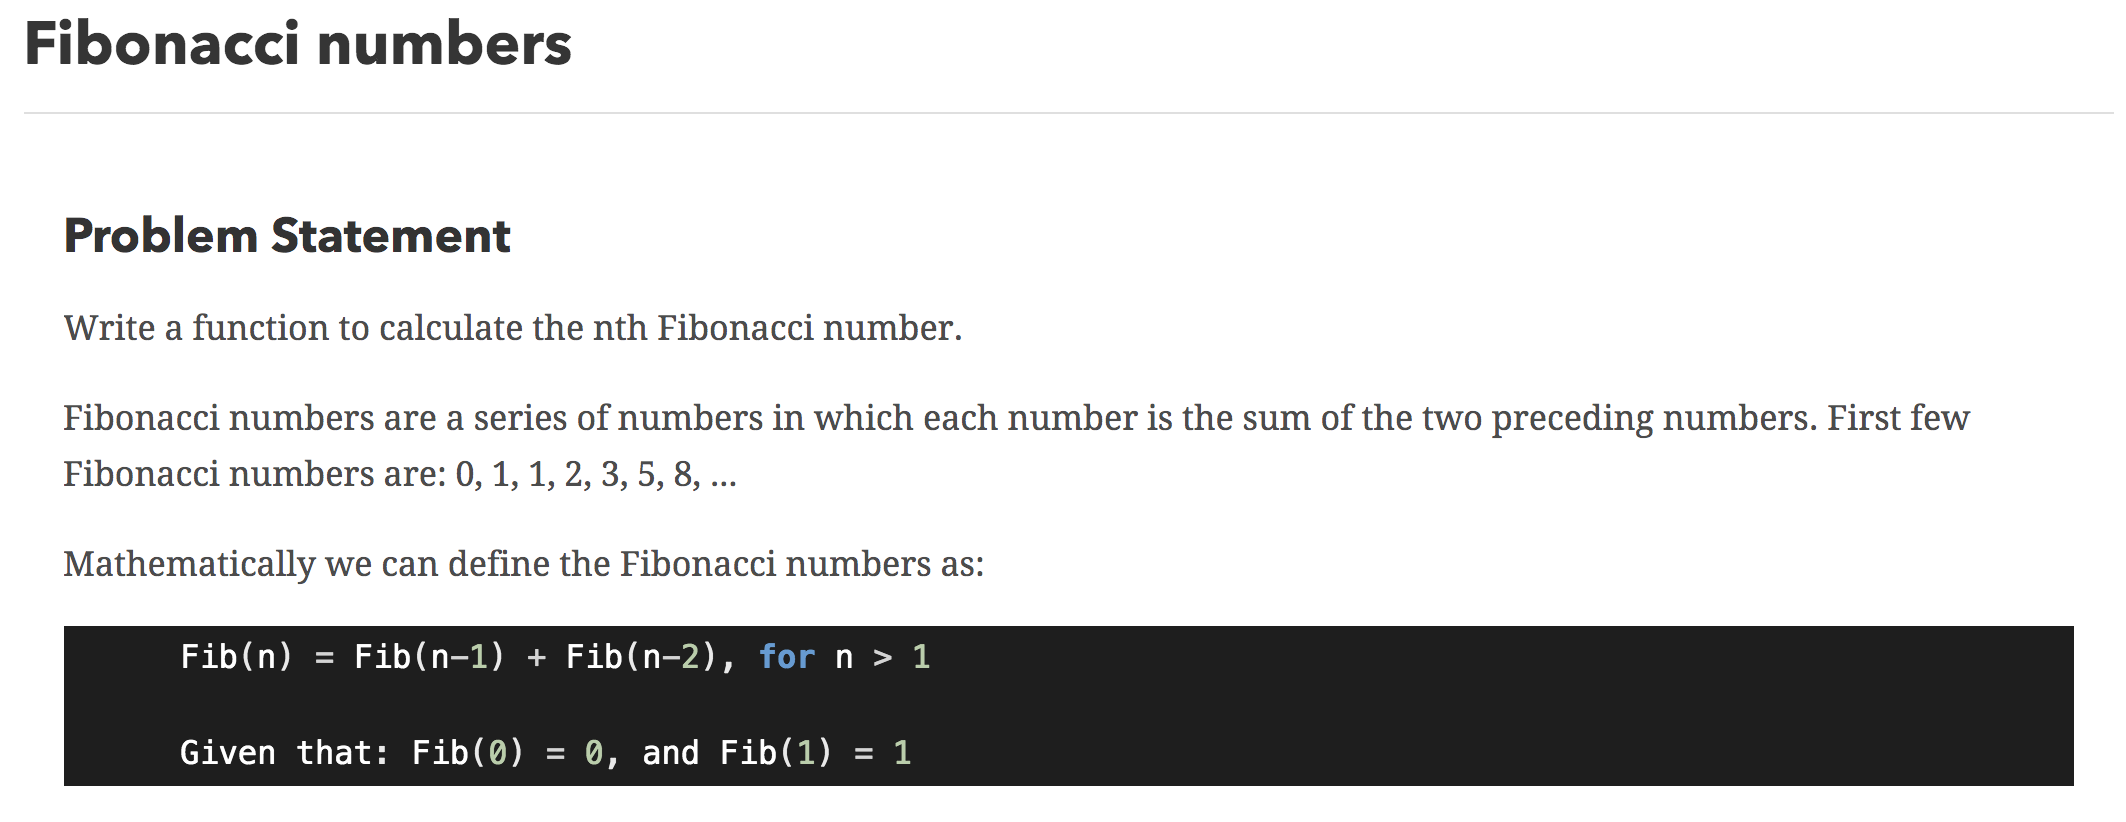 Fibonacci numbers
Problem Statement
Write a function to calculate the nth Fibonacci number.
Fibonacci numbers are a series of numbers in which each number is the sum of the two preceding numbers. First few
Fibonacci numbers are: 0, 1, 1, 2, 3, 5, 8, ...
Mathematically we can define the Fibonacci numbers as:
Fib(n) = Fib(n-1) + Fib(n-2), for n > 1
Given that: Fib(0) = 0, and Fib(1) = 1